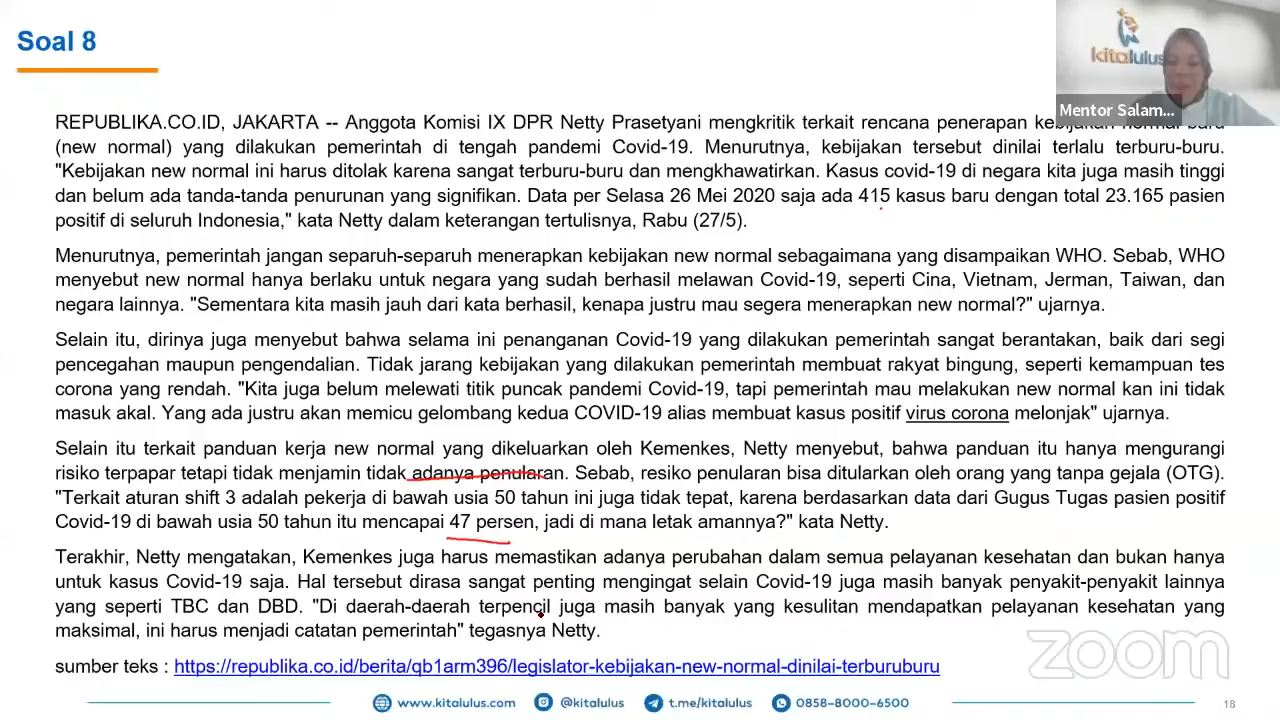 Soal 8
kitalulus
Mentor Salam...
REPUBLIKA.CO.ID, JAKARTA -- Anggota Komisi IX DPR Netty Prasetyani mengkritik terkait rencana penerapan kebijakan normal baru
(new normal) yang dilakukan pemerintah di tengah pandemi Covid-19. Menurutnya, kebijakan tersebut dinilai terlalu terburu-buru.
"Kebijakan new normal ini harus ditolak karena sangat terburu-buru dan mengkhawatirkan. Kasus covid-19 di negara kita juga masih tinggi
dan belum ada tanda-tanda penurunan yang signifikan. Data per Selasa 26 Mei 2020 saja ada 415 kasus baru dengan total 23.165 pasien
positif di seluruh Indonesia," kata Netty dalam keterangan tertulisnya, Rabu (27/5).
Menurutnya, pemerintah jangan separuh-separuh menerapkan kebijakan new normal sebagaimana yang disampaikan WHO. Sebab, WHO
menyebut new normal hanya berlaku untuk negara yang sudah berhasil melawan Covid-19, seperti Cina, Vietnam, Jerman, Taiwan, dan
negara lainnya. "Sementara kita masih jauh dari kata berhasil, kenapa justru mau segera menerapkan new normal?" ujarnya.
Selain itu, dirinya juga menyebut bahwa selama ini penanganan Covid-19 yang dilakukan pemerintah sangat berantakan, baik dari segi
pencegahan maupun pengendalian. Tidak jarang kebijakan yang dilakukan pemerintah membuat rakyat bingung, seperti kemampuan tes
corona yang rendah. "Kita juga belum melewati titik puncak pandemi Covid-19, tapi pemerintah mau melakukan new normal kan ini tidak
masuk akal. Yang ada justru akan memicu gelombang kedua COVID-19 alias membuat kasus positif virus corona melonjak" ujarnya.
Selain itu terkait panduan kerja new normal yang dikeluarkan oleh Kemenkes, Netty menyebut, bahwa panduan itu hanya mengurangi
risiko terpapar tetapi tidak menjamin tidak adanya penularan. Sebab, resiko penularan bisa ditularkan oleh orang yang tanpa gejala (OTG).
"Terkait aturan shift 3 adalah pekerja di bawah usia 50 tahun ini juga tidak tepat, karena berdasarkan data dari Gugus Tugas pasien positif
Covid-19 di bawah usia 50 tahun itu mencapai 47 persen, jadi di mana letak amannya?" kata Netty.
Terakhir, Netty mengatakan, Kemenkes juga harus memastikan adanya perubahan dalam semua pelayanan kesehatan dan bukan hanya
untuk kasus Covid-19 saja. Hal tersebut dirasa sangat penting mengingat selain Covid-19 juga masih banyak penyakit-penyakit lainnya
yang seperti TBC dan DBD. "Di daerah-daerah terpencil juga masih banyak yang kesulitan mendapatkan pelayanan kesehatan yang
maksimal, ini harus menjadi catatan pemerintah" tegasnya Netty.
sumber teks : https://republika.co.id/berita/qb1arm396/legislator-kebijakan-new-normal-dinilai-terburuburu
zoom
www.kitalulus.com @kitalulus t.me/kitalulus 0858-8000-6500
18